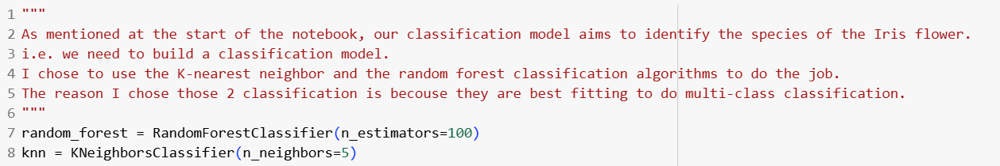 1 """
2 As mentioned at the start of the notebook, our classification model aims to identify the species of the Iris flower.
3 i.e. we need to build a classification model.
4 I chose to use the K-nearest neighbor and the random forest classification algorithms to do the job.
5 The reason I chose those 2 classification is becouse they are best fitting to do multi-class classification.
6 """
7 random_forest = RandomForestClassifier(n_estimators=100)
8 knn = KNeighborsClassifier(n_neighbors=5)